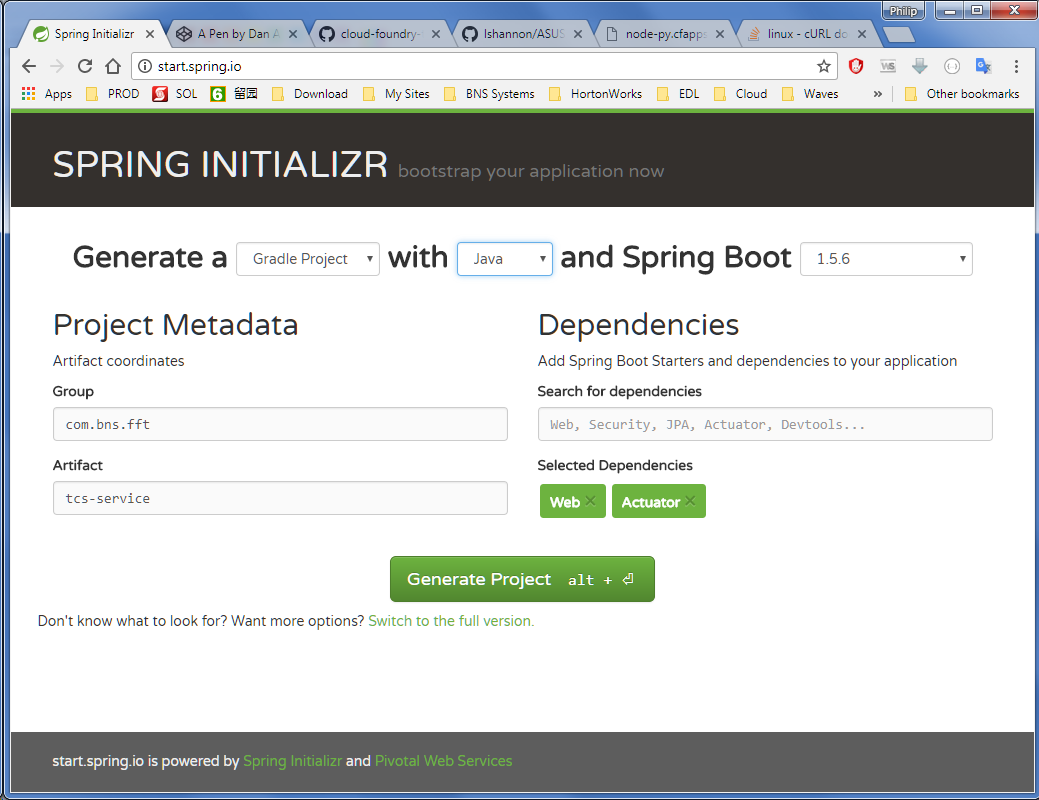 Philip
Spring Initializr
A Pen by Dan
cloud-foundry-
lshannon/ASUS
node-py.cfapps
linux - cURL do
start.spring.io
Apps PROD SOL 留园 Download My Sites BNS Systems HortonWorks EDL Cloud Waves » Other bookmarks
SPRING INITIALIZR bootstrap your application now
Generate a Gradle Project with Java and Spring Boot 1.5.6
Project Metadata
Artifact coordinates
Group
com.bns.fft
Artifact
tcs-service
Dependencies
Add Spring Boot Starters and dependencies to your application
Search for dependencies
Web, Security, JPA, Actuator, Devtools...
Selected Dependencies
Web Actuator
Generate Project alt + ⏎
Don't know what to look for? Want more options? Switch to the full version.
start.spring.io is powered by Spring Initializr and Pivotal Web Services